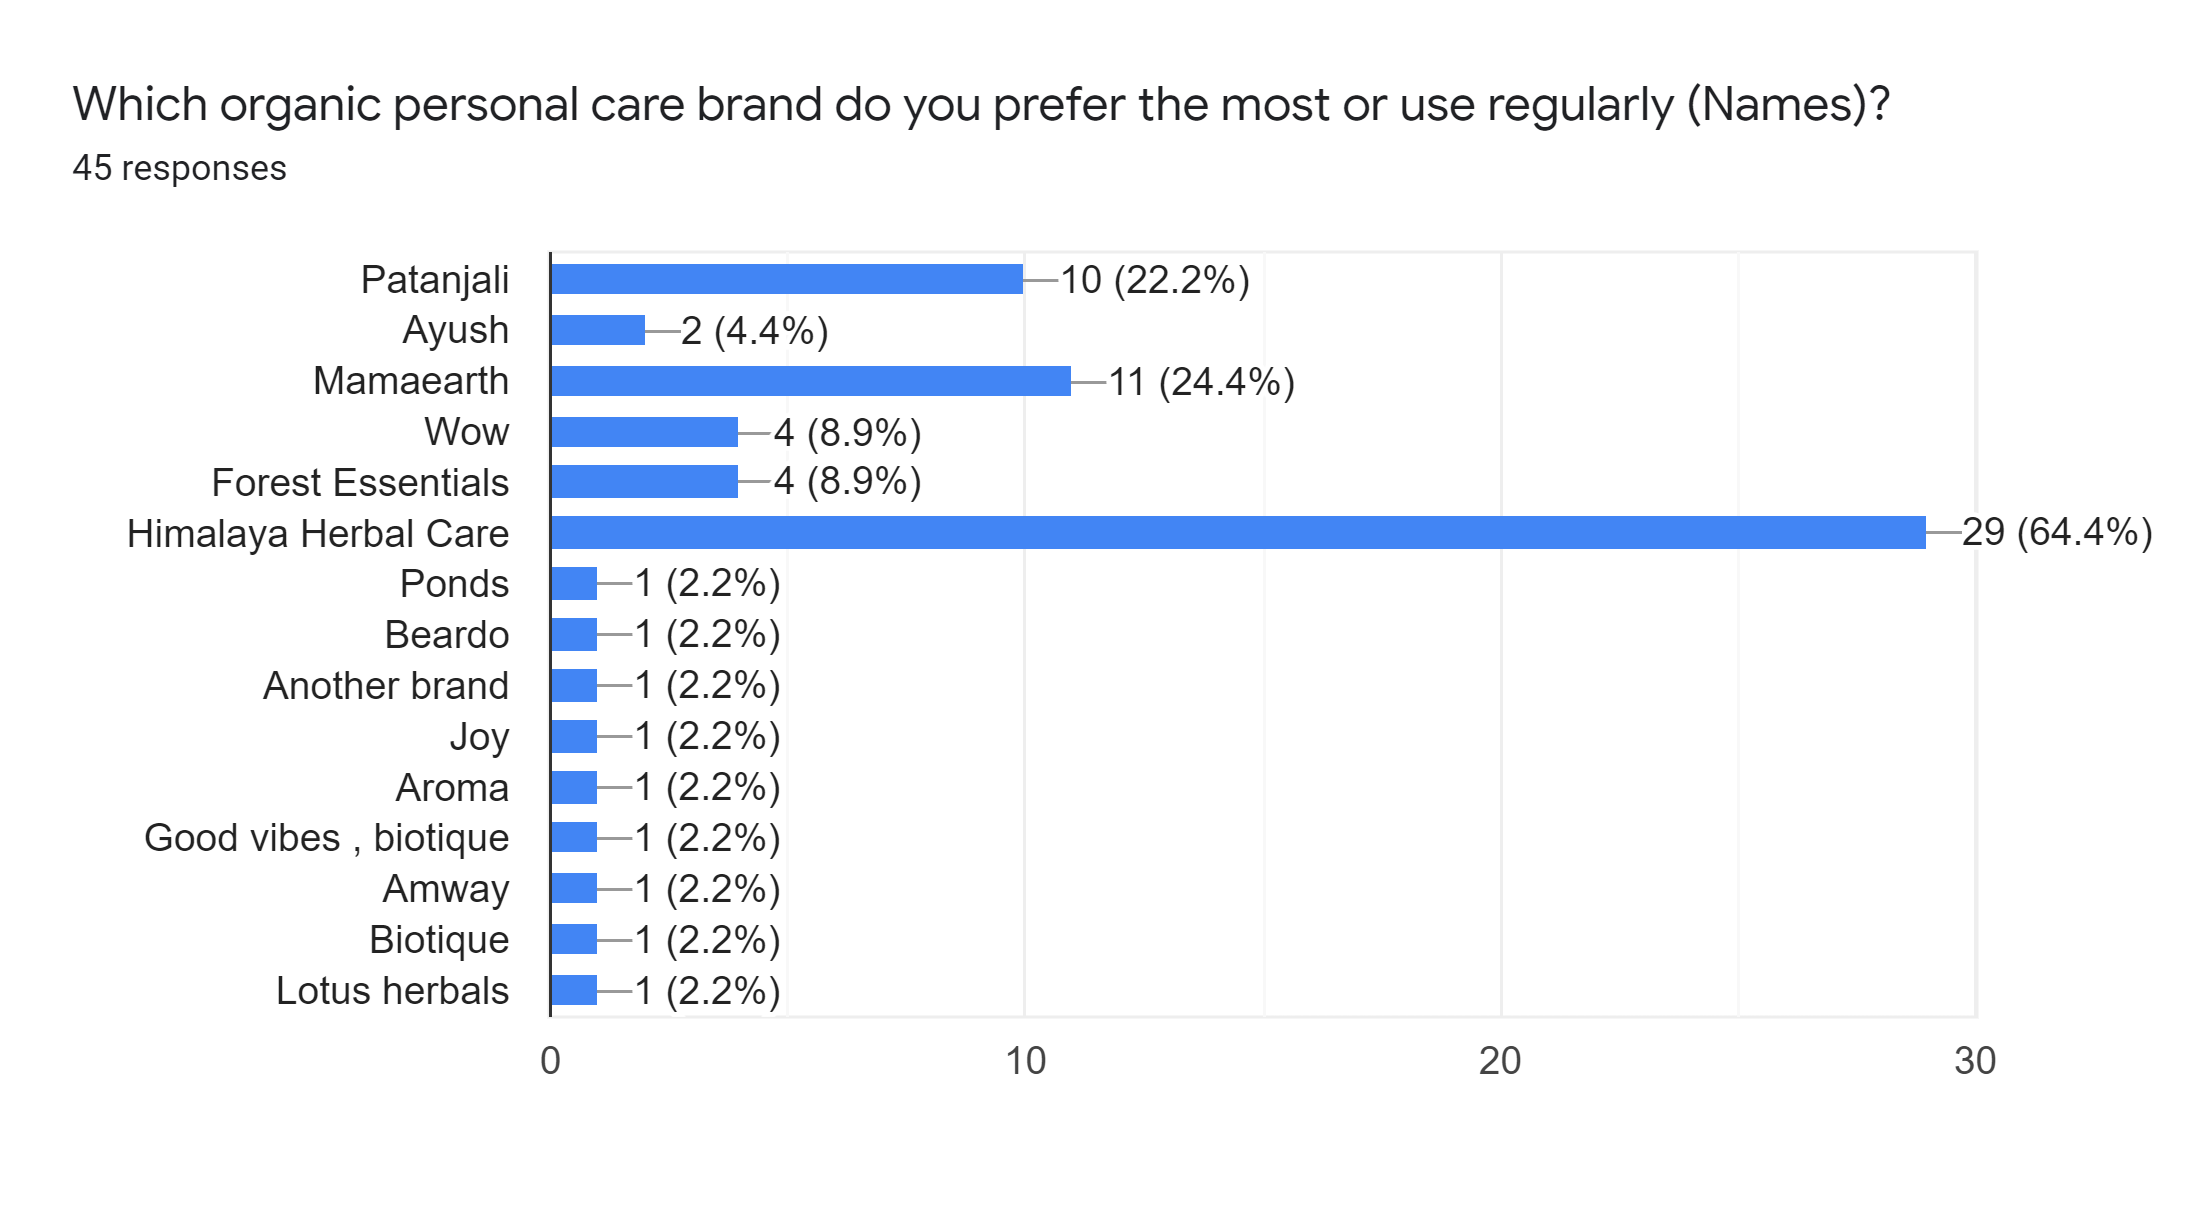 Which organic personal care brand do you prefer the most or use regularly (Names)?
45 responses
Patanjali 10 (22.2%)
Ayush 2 (4.4%)
Mamaearth 11 (24.4%)
Wow 4 (8.9%)
Forest Essentials 4 (8.9%)
Himalaya Herbal Care 29 (64.4%)
Ponds 1 (2.2%)
Beardo 1 (2.2%)
Another brand 1 (2.2%)
Joy 1 (2.2%)
Aroma 1 (2.2%)
Good vibes , biotique 1 (2.2%)
Amway 1 (2.2%)
Biotique 1 (2.2%)
Lotus herbals 1 (2.2%)
0 10 20 30